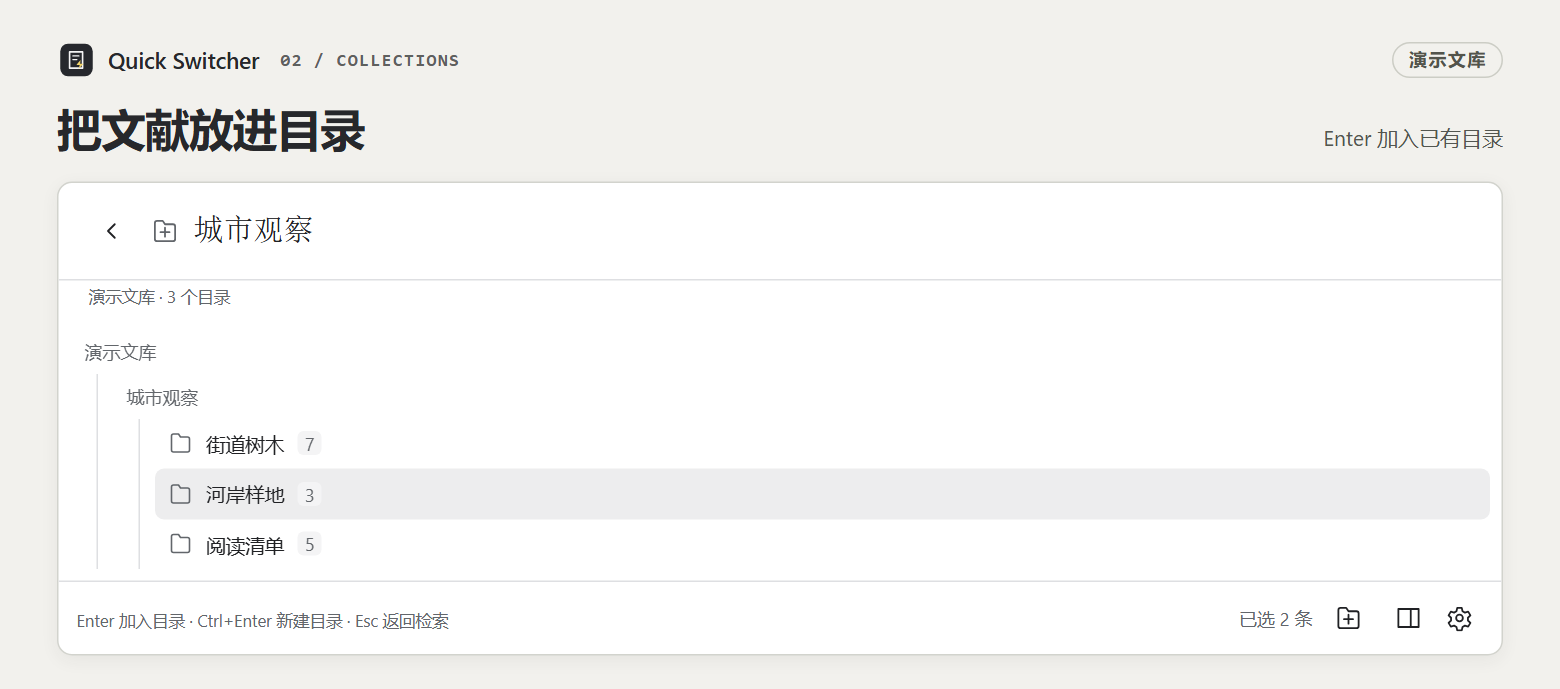 Quick Switcher 02 / COLLECTIONS
演示文库
把文献放进目录
Enter 加入已有目录
城市观察
演示文库 · 3 个目录
演示文库
城市观察
街道树木 7
河岸样地 3
阅读清单 5
Enter 加入目录 · Ctrl+Enter 新建目录 · Esc 返回检索
已选 2 条